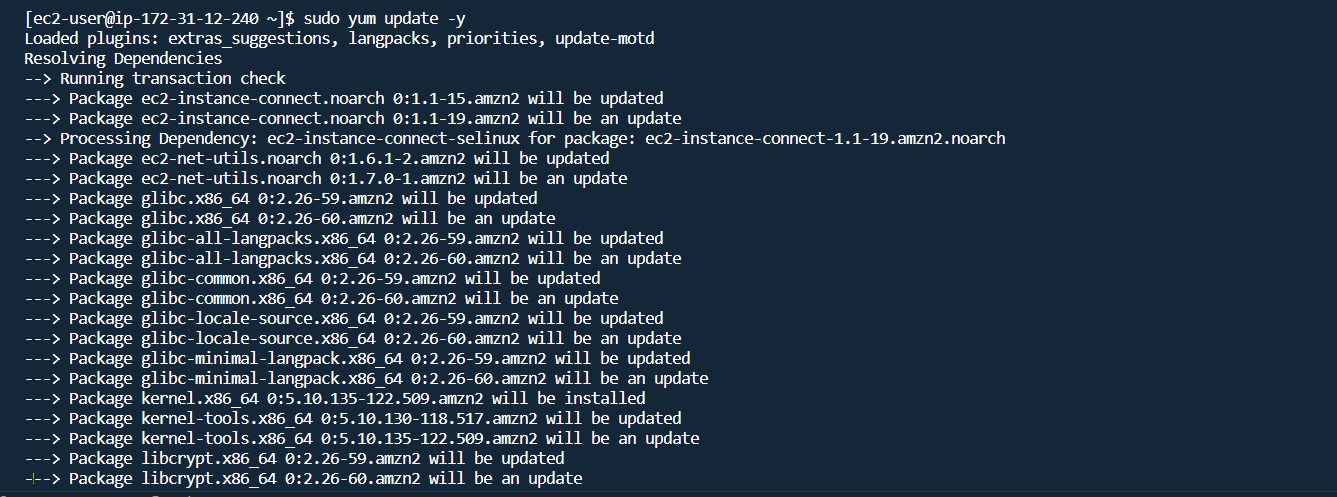 [ec2-user@ip-172-31-12-240 ~]$ sudo yum update -y
Loaded plugins: extras_suggestions, langpacks, priorities, update-motd
Resolving Dependencies
--> Running transaction check
---> Package ec2-instance-connect.noarch 0:1.1-15.amzn2 will be updated
---> Package ec2-instance-connect.noarch 0:1.1-19.amzn2 will be an update
--> Processing Dependency: ec2-instance-connect-selinux for package: ec2-instance-connect-1.1-19.amzn2.noarch
---> Package ec2-net-utils.noarch 0:1.6.1-2.amzn2 will be updated
---> Package ec2-net-utils.noarch 0:1.7.0-1.amzn2 will be an update
---> Package glibc.x86_64 0:2.26-59.amzn2 will be updated
---> Package glibc.x86_64 0:2.26-60.amzn2 will be an update
---> Package glibc-all-langpacks.x86_64 0:2.26-59.amzn2 will be updated
---> Package glibc-all-langpacks.x86_64 0:2.26-60.amzn2 will be an update
---> Package glibc-common.x86_64 0:2.26-59.amzn2 will be updated
---> Package glibc-common.x86_64 0:2.26-60.amzn2 will be an update
---> Package glibc-locale-source.x86_64 0:2.26-59.amzn2 will be updated
---> Package glibc-locale-source.x86_64 0:2.26-60.amzn2 will be an update
---> Package glibc-minimal-langpack.x86_64 0:2.26-59.amzn2 will be updated
---> Package glibc-minimal-langpack.x86_64 0:2.26-60.amzn2 will be an update
---> Package kernel.x86_64 0:5.10.135-122.509.amzn2 will be installed
---> Package kernel-tools.x86_64 0:5.10.130-118.517.amzn2 will be updated
---> Package kernel-tools.x86_64 0:5.10.135-122.509.amzn2 will be an update
---> Package libcrypt.x86_64 0:2.26-59.amzn2 will be updated
---> Package libcrypt.x86_64 0:2.26-60.amzn2 will be an update